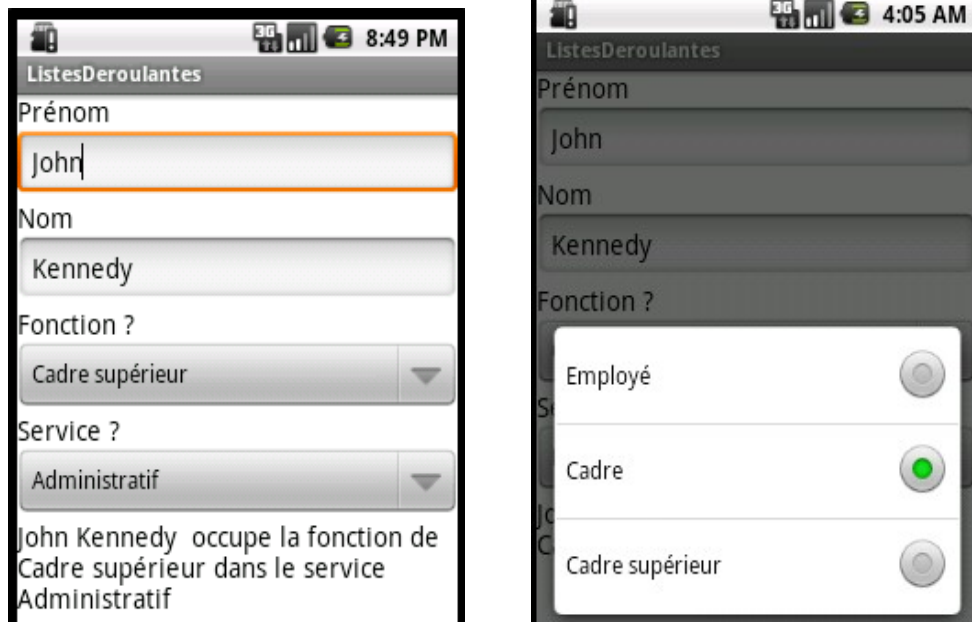 8:49 PM
ListesDeroulantes
Prénom
John
Nom
Kennedy
Fonction ?
Cadre supérieur
Service ?
Administratif
John Kennedy occupe la fonction de
Cadre supérieur dans le service
Administratif
4:05 AM
ListesDeroulantes
Prénom
John
Nom
Kennedy
Fonction ?
Employé
Cadre
Cadre supérieur